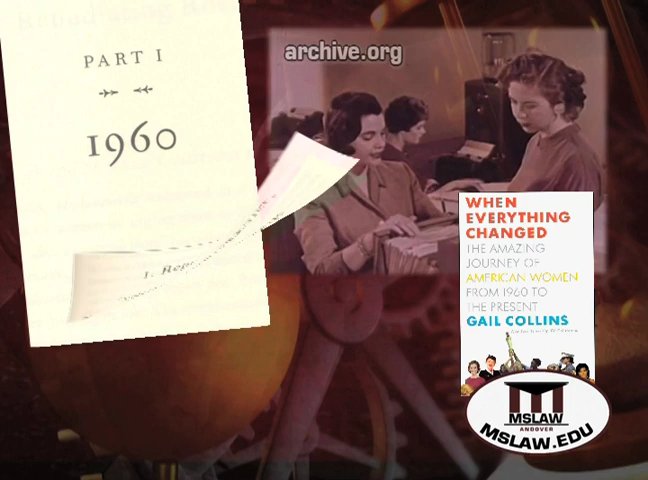 PART I
1960
archive.org
WHEN
EVERYTHING
CHANGED
THE AMAZING
JOURNEY OF
AMERICAN WOMEN
FROM 1960 TO
THE PRESENT
GAIL COLLINS
MSLAW
ANDOVER
MSLAW.EDU